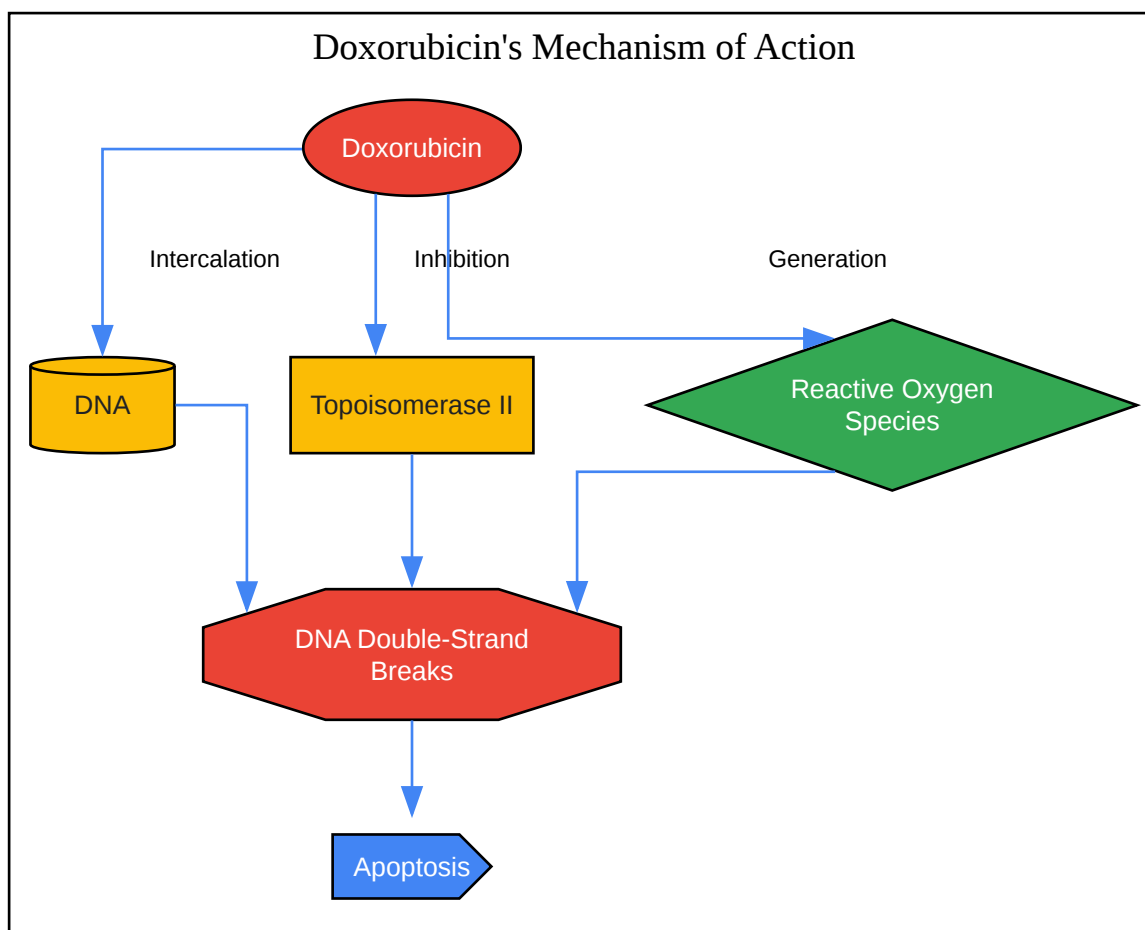 Doxorubicin's Mechanism of Action
Doxorubicin
Intercalation
Inhibition
Generation
DNA
Topoisomerase II
Reactive Oxygen
Species
DNA Double-Strand
Breaks
Apoptosis